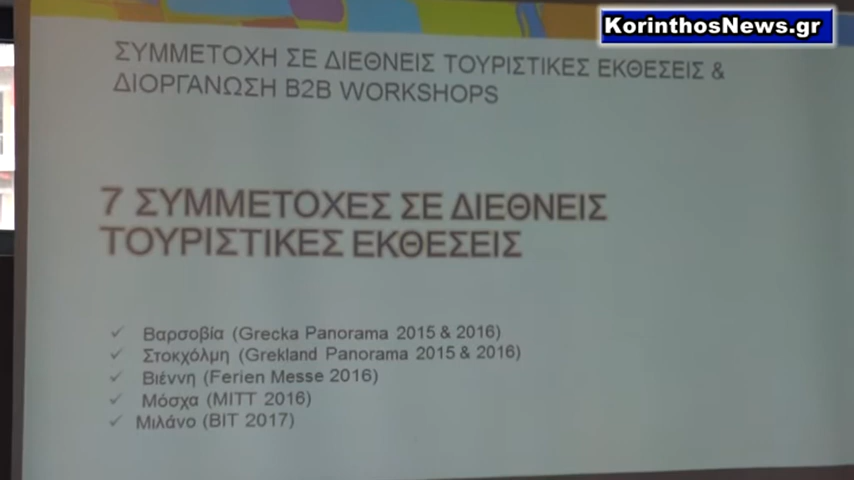 KorinthosNews.gr
ΣΥΜΜΕΤΟΧΗ ΣΕ ΔΙΕΘΝΕΙΣ ΤΟΥΡΙΣΤΙΚΕΣ ΕΚΘΕΣΕΙΣ &
ΔΙΟΡΓΑΝΩΣΗ B2B WORKSHOPS
7 ΣΥΜΜΕΤΟΧΕΣ ΣΕ ΔΙΕΘΝΕΙΣ
ΤΟΥΡΙΣΤΙΚΕΣ ΕΚΘΕΣΕΙΣ
✓ Βαρσοβία (Grecka Panorama 2015 & 2016)
✓ Στοκχόλμη (Grekland Panorama 2015 & 2016)
✓ Βιέννη (Ferien Messe 2016)
✓ Μόσχα (MITT 2016)
✓ Μιλάνο (BIT 2017)